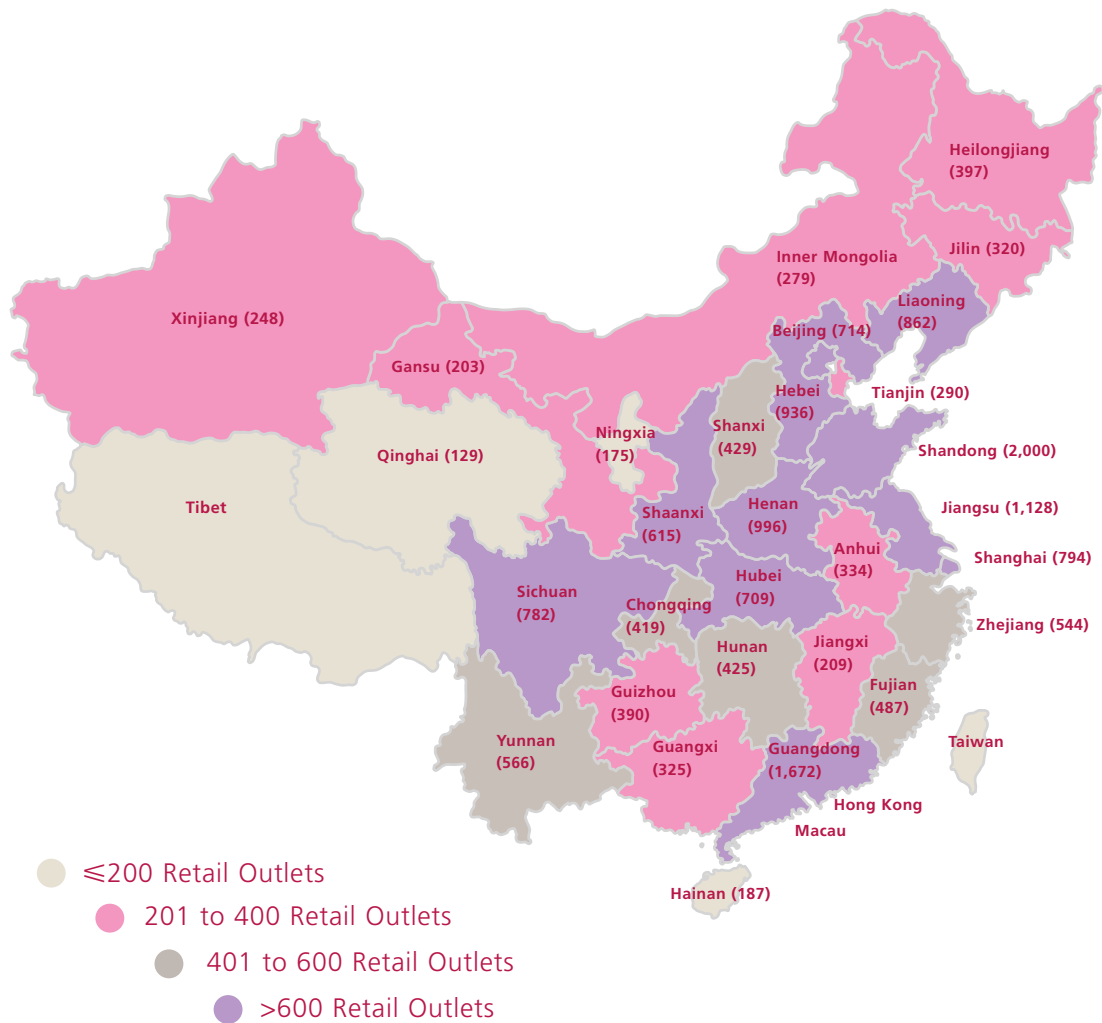 Heilongjiang
(397)
Jilin (320)
Inner Mongolia
(279)
Liaoning
(862)
Xinjiang (248)
Beijing (714)
Gansu (203)
Tianjin (290)
Hebei
(936)
Shanxi
(429)
Ningxia
(175)
Shandong (2,000)
Qinghai (129)
Tibet
Shaanxi
(615)
Henan
(996)
Jiangsu (1,128)
Anhui
(334)
Shanghai (794)
Sichuan
(782)
Chongqing
(419)
Hubei
(709)
Zhejiang (544)
Hunan
(425)
Jiangxi
(209)
Fujian
(487)
Guizhou
(390)
Yunnan
(566)
Guangxi
(325)
Guangdong
(1,672)
Taiwan
Hong Kong
Macau
Hainan (187)
≤200 Retail Outlets
201 to 400 Retail Outlets
401 to 600 Retail Outlets
>600 Retail Outlets